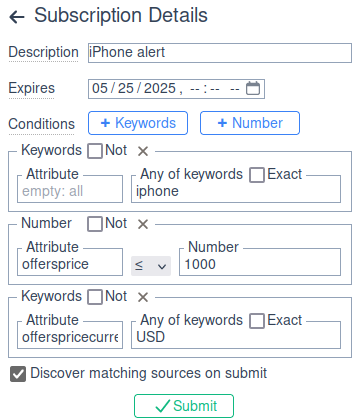 Subscription Details
Description iPhone alert
Expires 05 / 25 / 2025 , -- : -- --
Conditions + Keywords + Number
Keywords Not
Attribute Any of keywords Exact
empty: all iphone
Number Not
Attribute Number
offersprice ≤ 1000
Keywords Not
Attribute Any of keywords Exact
offerspricecurre USD
Discover matching sources on submit
Submit